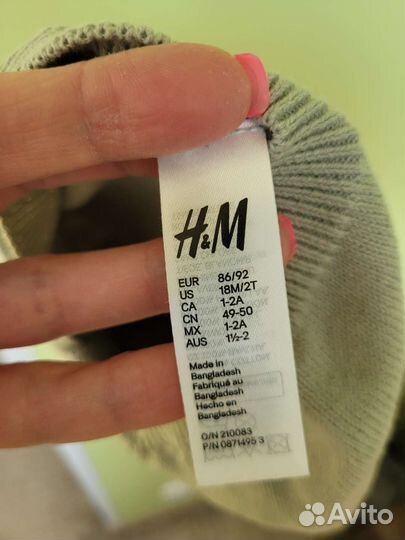 H&M
EUR 86/92
US 18M/2T
CA 1-2A
CN 49-50
MX 1-2A
AUS 1½-2
Made in
Bangladesh
Fabriqué au
Bangladesh
Hecho en
Bangladesh
O/N 210083
P/N 0871495 3
Avito